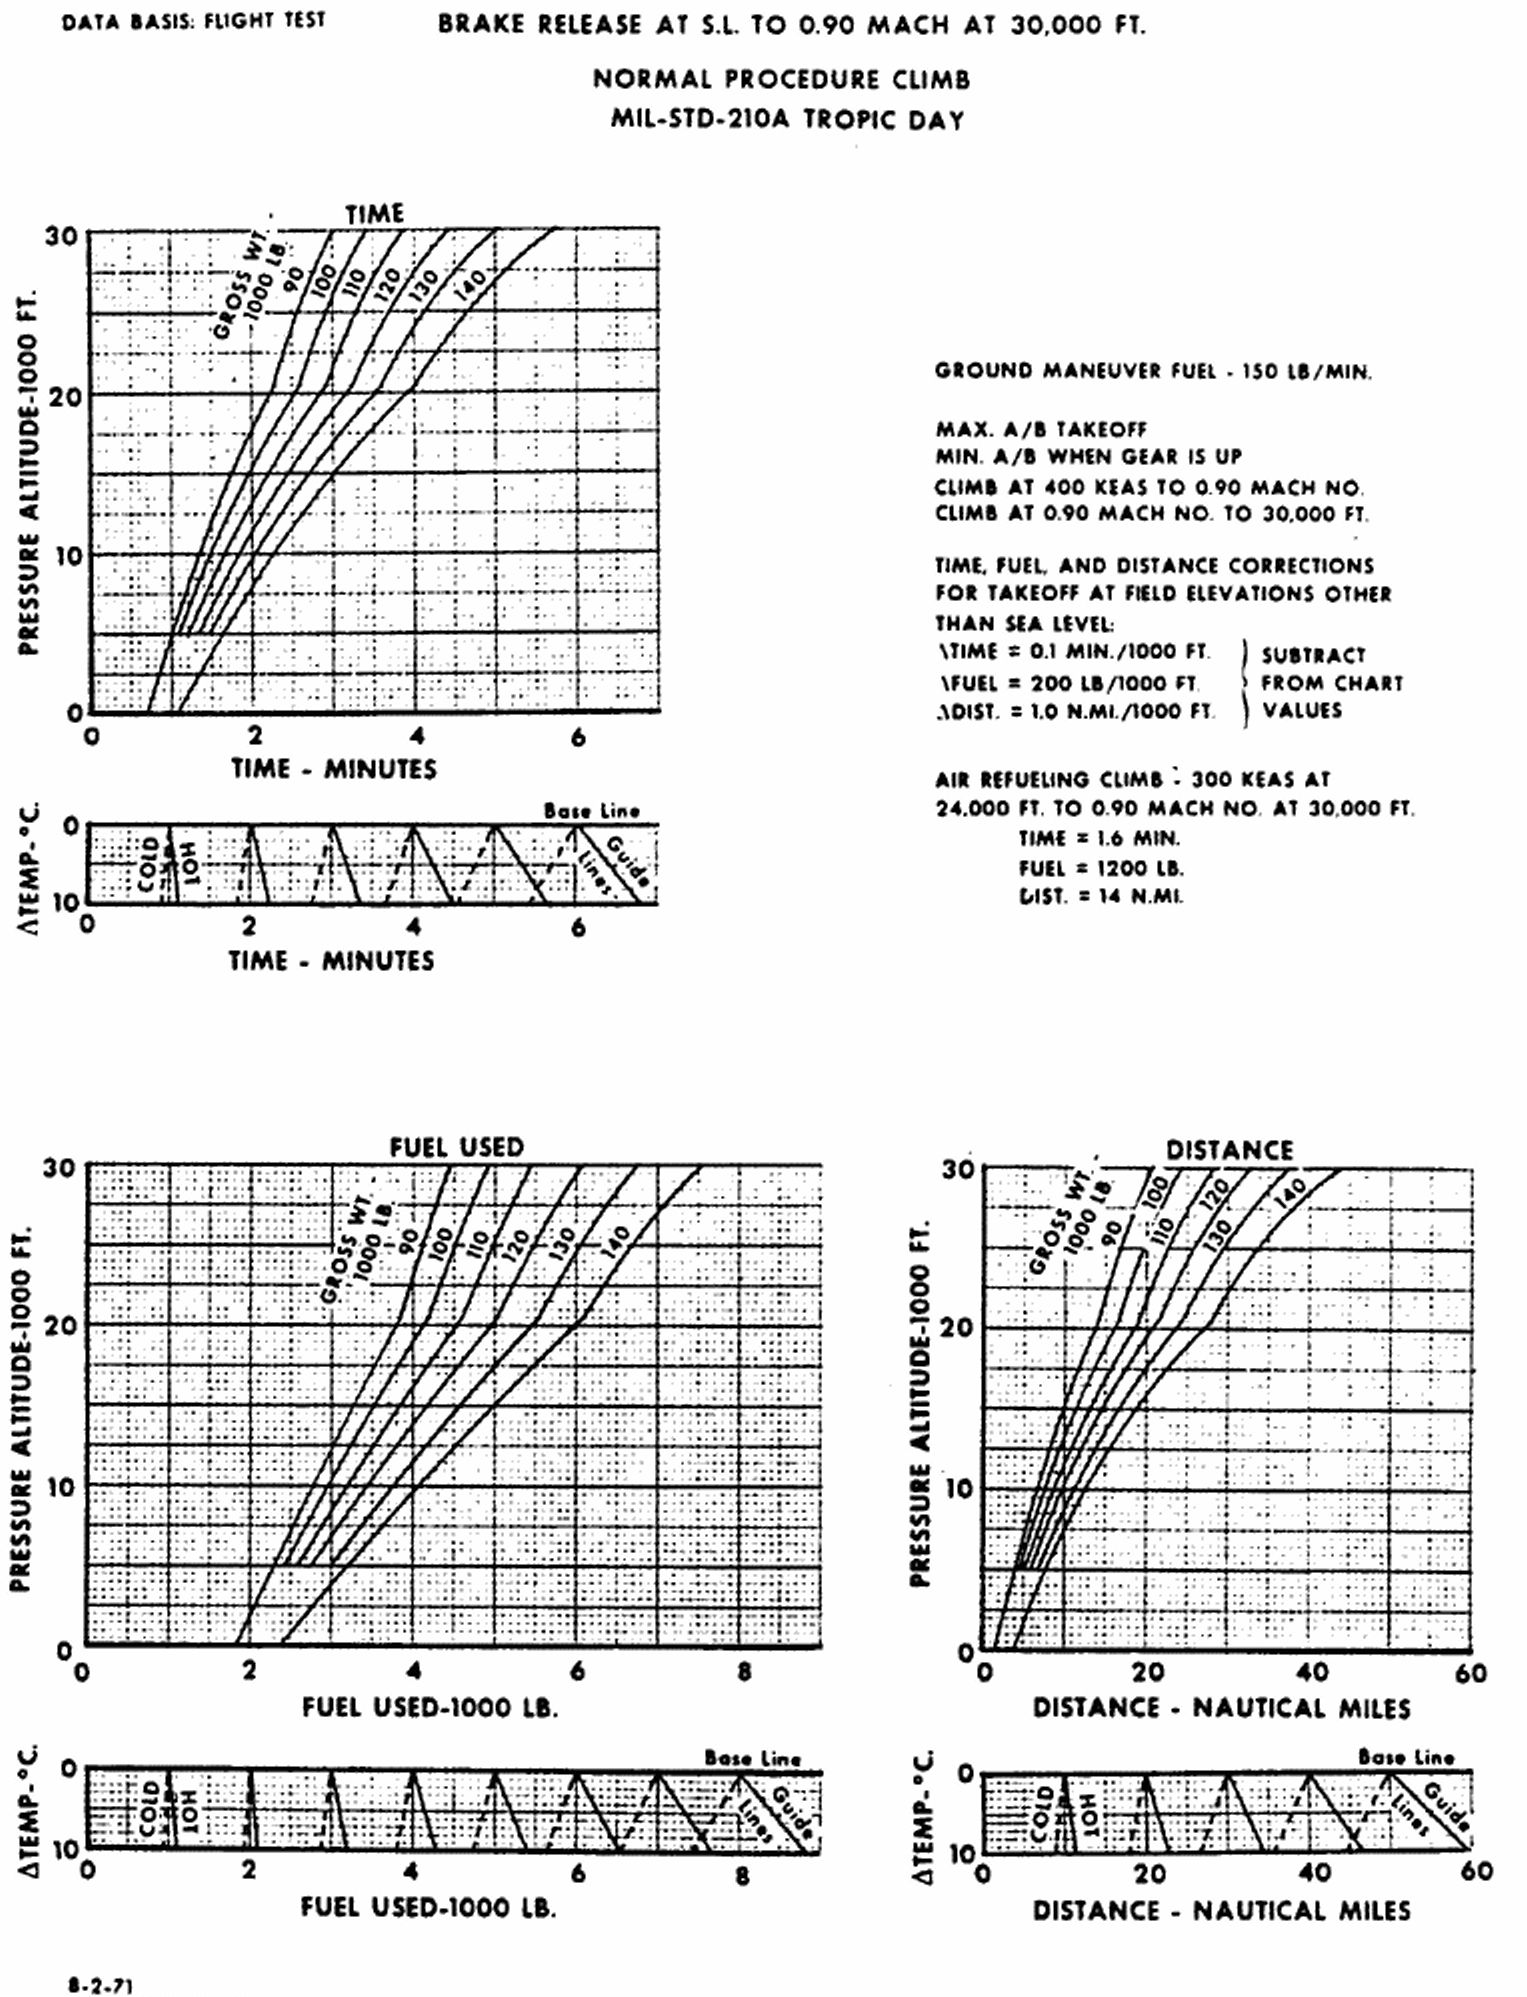 DATA BASIS: FLIGHT TEST
BRAKE RELEASE AT S.L. TO 0.90 MACH AT 30,000 FT.
NORMAL PROCEDURE CLIMB
MIL-STD-210A TROPIC DAY
TIME
PRESSURE ALTITUDE-1000 FT.
30
20
10
0
GROSS WT.
1000 LB.
90
100
110
120
130
140
0 2 4 6
TIME - MINUTES
ΔTEMP-°C.
0
10
COLD
HOT
Base Line
Guide
Lines
0 2 4 6
TIME - MINUTES
GROUND MANEUVER FUEL - 150 LB/MIN.
MAX. A/B TAKEOFF
MIN. A/B WHEN GEAR IS UP
CLIMB AT 400 KEAS TO 0.90 MACH NO.
CLIMB AT 0.90 MACH NO. TO 30,000 FT.
TIME, FUEL, AND DISTANCE CORRECTIONS
FOR TAKEOFF AT FIELD ELEVATIONS OTHER
THAN SEA LEVEL:
\TIME = 0.1 MIN./1000 FT.
\FUEL = 200 LB/1000 FT.
ΔDIST. = 1.0 N.MI./1000 FT.
SUBTRACT
FROM CHART
VALUES
AIR REFUELING CLIMB - 300 KEAS AT
24,000 FT. TO 0.90 MACH NO. AT 30,000 FT.
TIME = 1.6 MIN.
FUEL = 1200 LB.
DIST. = 14 N.MI.
FUEL USED
PRESSURE ALTITUDE-1000 FT.
30
20
10
0
GROSS WT.
1000 LB.
90
100
110
120
130
140
0 2 4 6 8
FUEL USED-1000 LB.
ΔTEMP-°C.
0
10
COLD
HOT
Base Line
Guide
Lines
0 2 4 6 8
FUEL USED-1000 LB.
DISTANCE
PRESSURE ALTITUDE-1000 FT.
30
20
10
0
GROSS WT.
1000 LB
90
100
110
120
130
140
0 20 40 60
DISTANCE - NAUTICAL MILES
ΔTEMP-°C.
0
10
COLD
HOT
Base Line
Guide
Lines
0 20 40 60
DISTANCE - NAUTICAL MILES
8-2-71